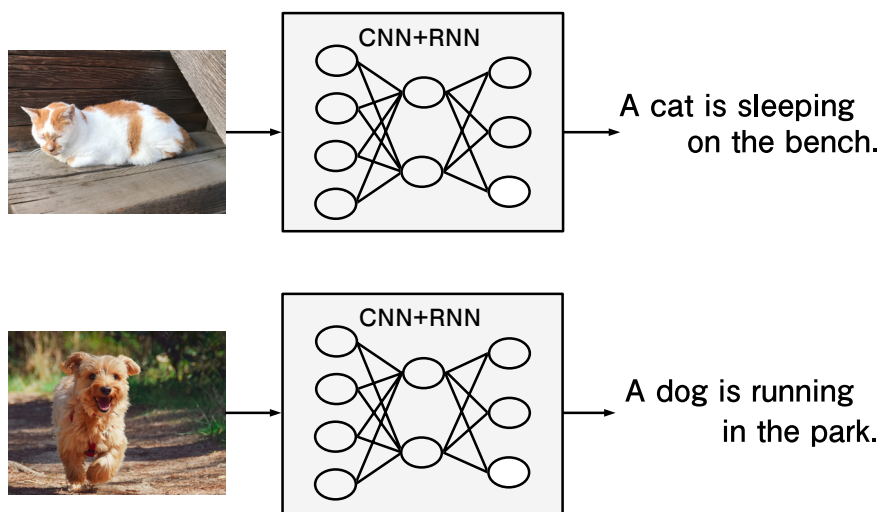 CNN+RNN
A cat is sleeping
on the bench.
CNN+RNN
A dog is running
in the park.